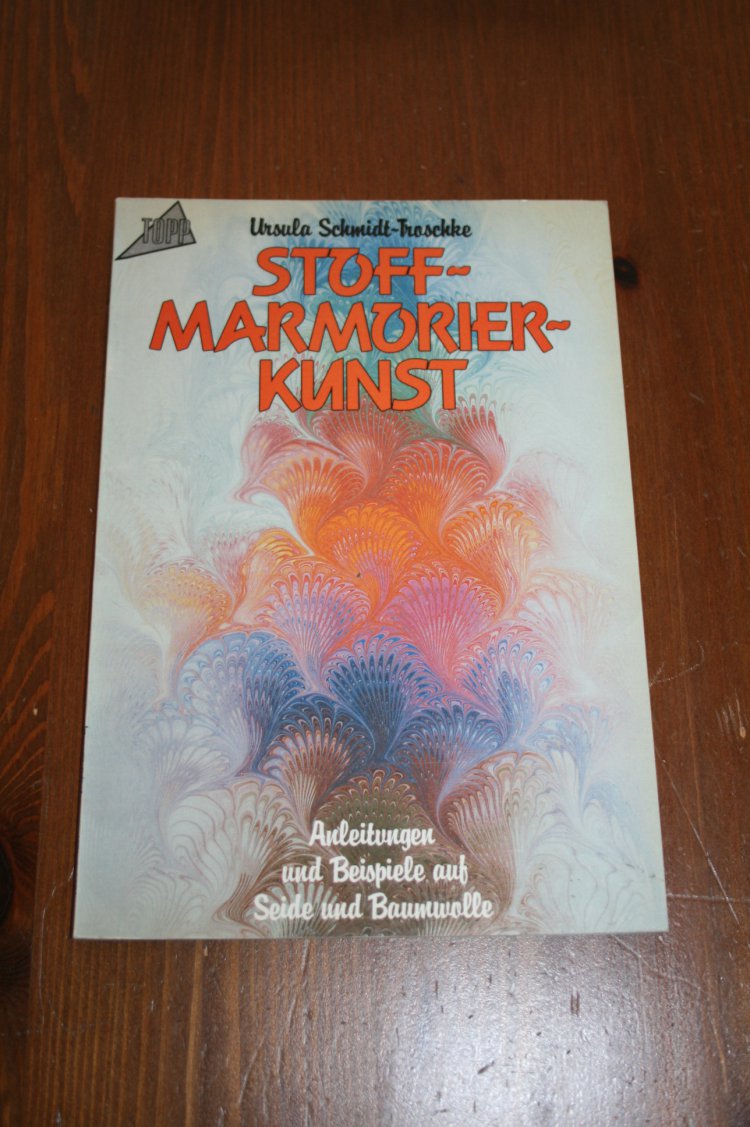 TOPP
Ursula Schmidt-Troschke
STOFF-
MARMORIER-
KUNST
Anleitungen
und Beispiele auf
Seide und Baumwolle